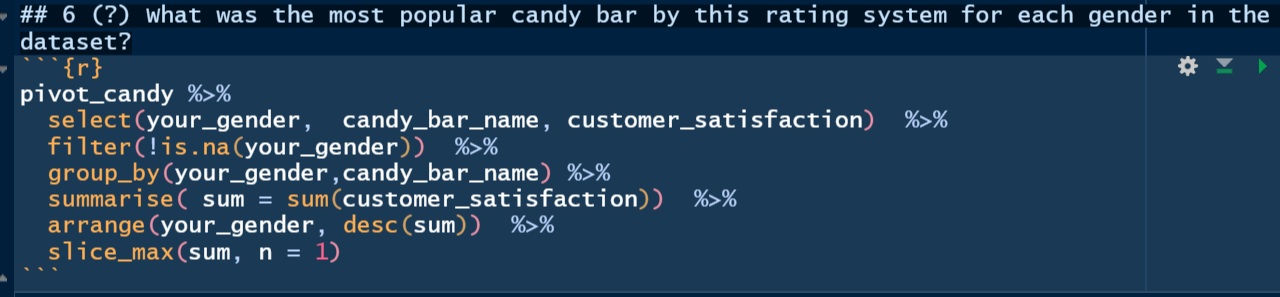 ## 6 (?) What was the most popular candy bar by this rating system for each gender in the
dataset?
```{r}
pivot_candy %>%
  select(your_gender,  candy_bar_name, customer_satisfaction)  %>%
  filter(!is.na(your_gender))  %>%
  group_by(your_gender,candy_bar_name) %>%
  summarise( sum = sum(customer_satisfaction))  %>%
  arrange(your_gender, desc(sum))  %>%
  slice_max(sum, n = 1)
```